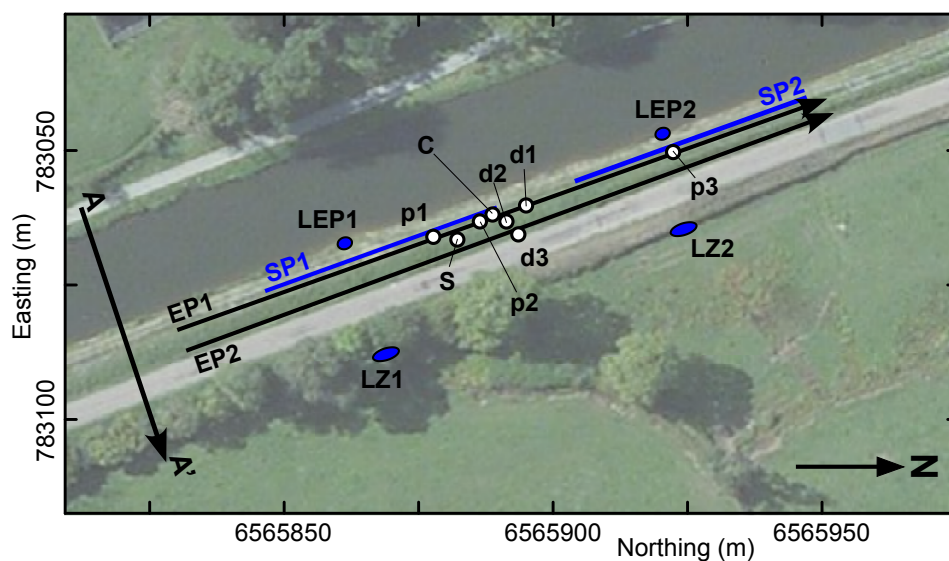 SP2
LEP2
783050
C
d1
d2
A
p1
p3
LEP1
LZ2
d3
SP1
S
Easting (m)
EP1
p2
EP2
LZ1
783100
A'
N
6565850
6565900
6565950
Northing (m)